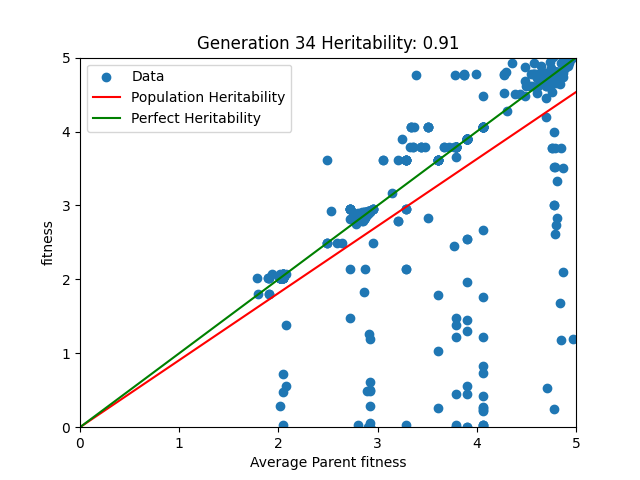 Generation 34 Heritability: 0.91
Data
Population Heritability
Perfect Heritability
fitness
5
4
3
2
1
0
0 1 2 3 4 5
Average Parent fitness